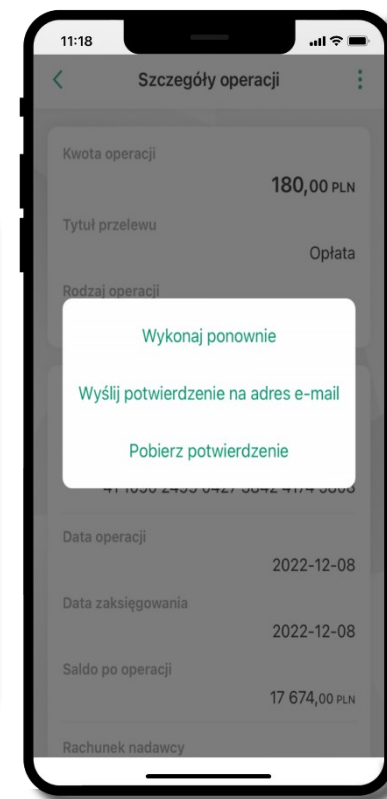 11:18
Szczegóły operacji
Kwota operacji
180,00 PLN
Tytuł przelewu
Opłata
Rodzaj operacji
Wykonaj ponownie
Wyślij potwierdzenie na adres e-mail
Pobierz potwierdzenie
Data operacji
2022-12-08
Data zaksięgowania
2022-12-08
Saldo po operacji
17 674,00 PLN
Rachunek nadawcy